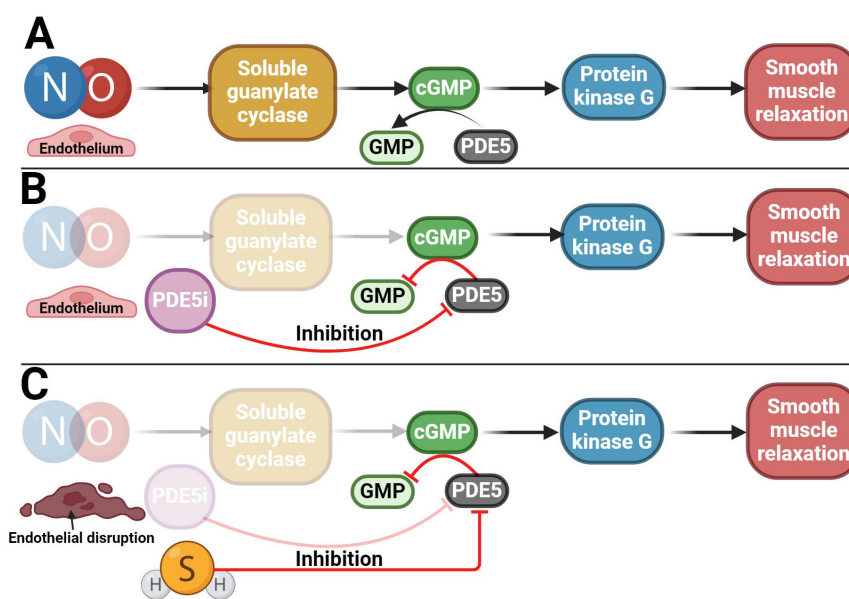 A
N O
Soluble
guanylate
cyclase
cGMP
Protein
kinase G
Smooth
muscle
relaxation
Endothelium
GMP
PDE5
B
N O
Soluble
guanylate
cyclase
cGMP
Protein
kinase G
Smooth
muscle
relaxation
Endothelium
PDE5i
GMP
PDE5
Inhibition
C
N O
Soluble
guanylate
cyclase
cGMP
Protein
kinase G
Smooth
muscle
relaxation
PDE5i
GMP
PDE5
Endothelial disruption
Inhibition
H S H